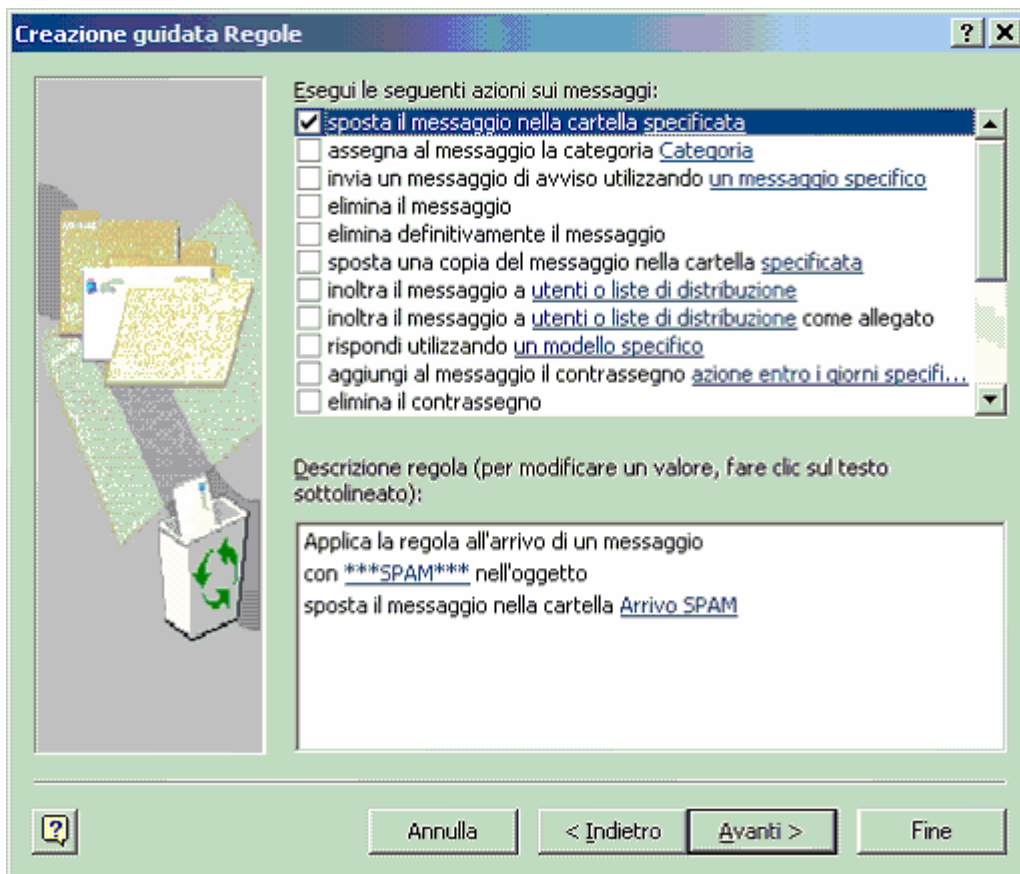 Creazione guidata Regole
Esegui le seguenti azioni sui messaggi:
sposta il messaggio nella cartella specificata
assegna al messaggio la categoria Categoria
invia un messaggio di avviso utilizzando un messaggio specifico
elimina il messaggio
elimina definitivamente il messaggio
sposta una copia del messaggio nella cartella specificata
inoltra il messaggio a utenti o liste di distribuzione
inoltra il messaggio a utenti o liste di distribuzione come allegato
rispondi utilizzando un modello specifico
aggiungi al messaggio il contrassegno azione entro i giorni specifi...
elimina il contrassegno
Descrizione regola (per modificare un valore, fare clic sul testo
sottolineato):
Applica la regola all'arrivo di un messaggio
con ***SPAM*** nell'oggetto
sposta il messaggio nella cartella Arrivo SPAM
Annulla
< Indietro
Avanti >
Fine